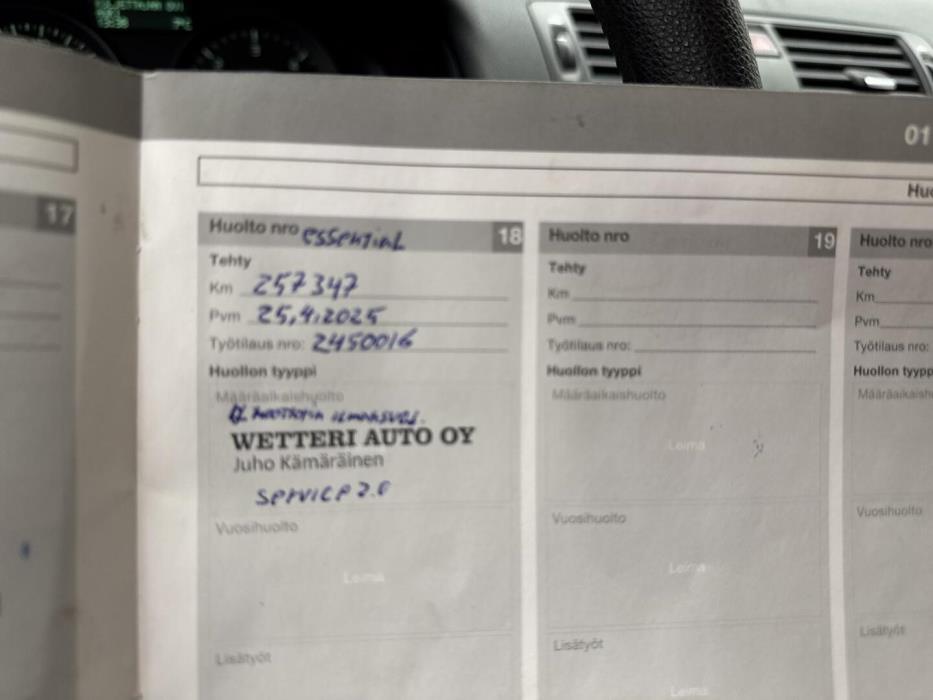 01
Huo
17
Huolto nro essential 18
Tehty
Km 257347
Pvm 25.4.2025
Työtilaus nro: 2450016
Huollon tyyppi
Määräaikaishuolto
WETTERI AUTO OY
Juho Kämäräinen
service 2.0
Vuosihuolto
Leima
Lisätyöt
Huolto nro 19
Tehty
Km
Pvm
Työtilaus nro:
Huollon tyyppi
Määräaikaishuolto
Leima
Vuosihuolto
Leima
Lisätyöt
Leima
Huolto nro
Tehty
Km
Pvm
Työtilaus nro:
Huollon tyypp
Määräaikaish
Vuosihuolto
Lisätyöt